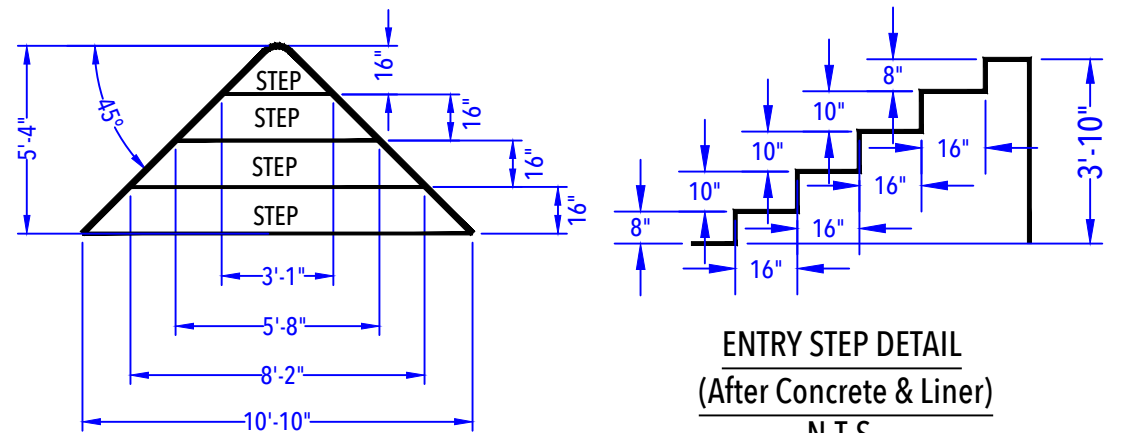 STEP
STEP
STEP
STEP
45°
5'-4"
16"
16"
16"
16"
3'-1"
5'-8"
8'-2"
10'-10"
8"
10"
10"
10"
8"
16"
16"
16"
16"
3'-10"
ENTRY STEP DETAIL
(After Concrete & Liner)
N.T.S.